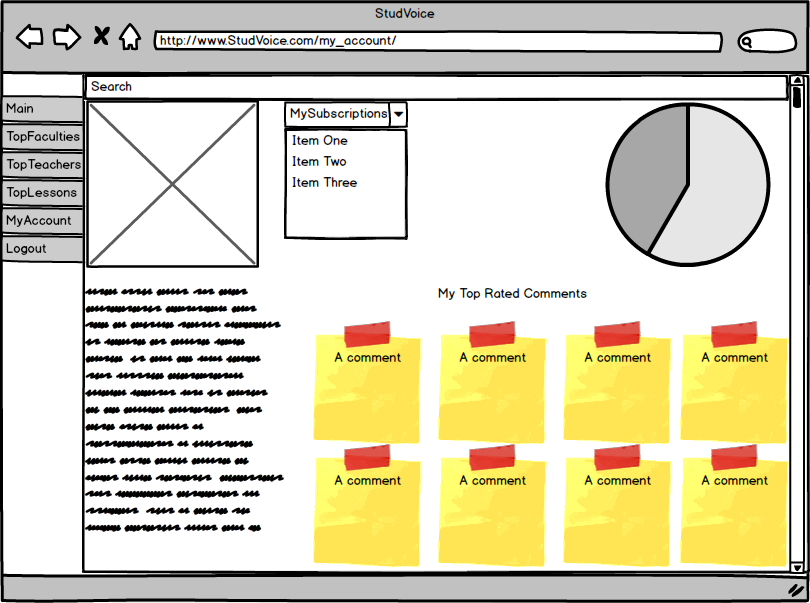 StudVoice
http://www.StudVoice.com/my_account/
Search
Main
TopFaculties
TopTeachers
TopLessons
MyAccount
Logout
MySubscriptions
Item One
Item Two
Item Three
My Top Rated Comments
A comment A comment A comment A comment
A comment A comment A comment A comment